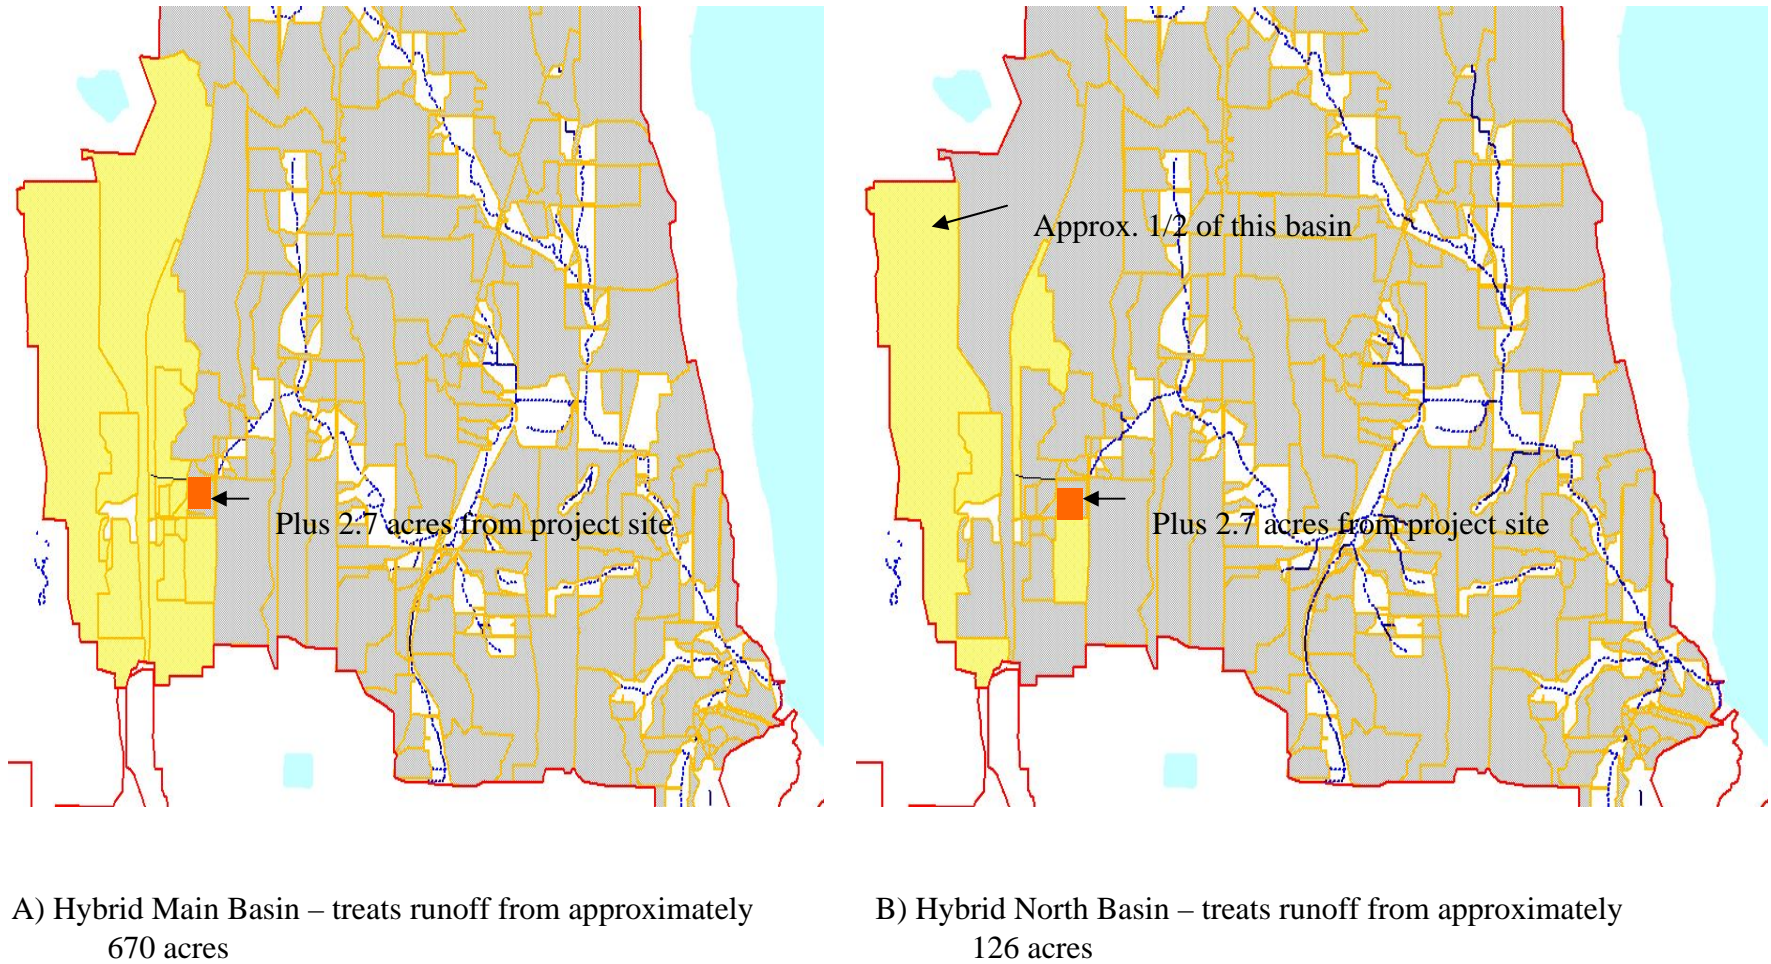 Approx. 1/2 of this basin
Plus 2.7 acres from project site
Plus 2.7 acres from project site
A) Hybrid Main Basin – treats runoff from approximately
670 acres
B) Hybrid North Basin – treats runoff from approximately
126 acres